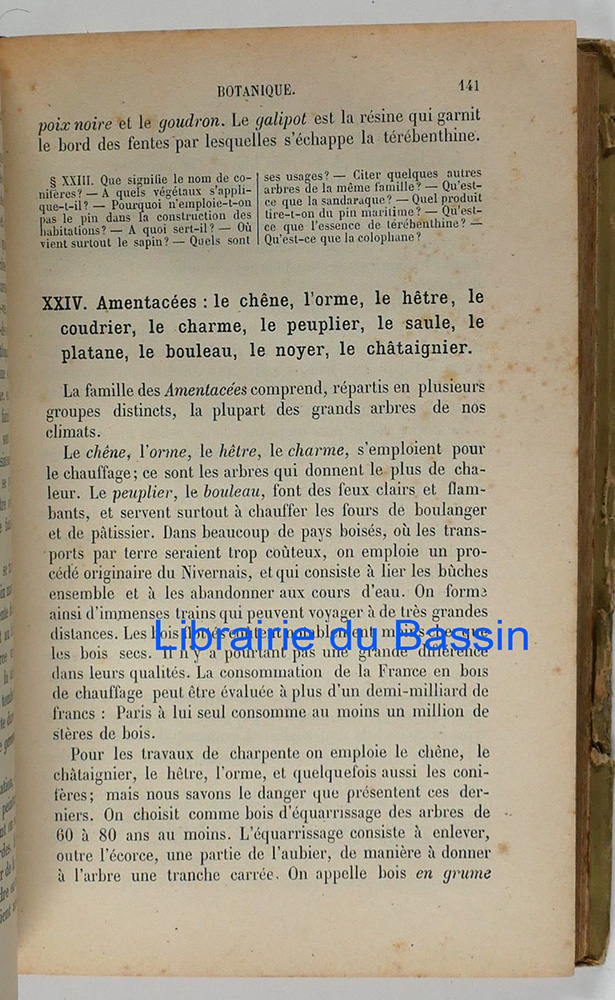 BOTANIQUE. 141
poix noire et le goudron. Le galipot est la résine qui garnit
le bord des fentes par lesquelles s'échappe la térébenthine.
§ XXIII. Que signifie le nom de co-
nifères? — A quels végétaux s'appli-
que-t-il? — Pourquoi n'emploie-t-on
pas le pin dans la construction des
habitations? — A quoi sert-il? — Où
vient surtout le sapin? — Quels sont
ses usages? — Citer quelques autres
arbres de la même famille? — Qu'est-
ce que la sandaraque? — Quel produit
tire-t-on du pin maritime? — Qu'est-
ce que l'essence de térébenthine? —
Qu'est-ce que la colophane?
XXIV. Amentacées : le chêne, l'orme, le hêtre, le
coudrier, le charme, le peuplier, le saule, le
platane, le bouleau, le noyer, le châtaignier.
La famille des Amentacées comprend, répartis en plusieurs
groupes distincts, la plupart des grands arbres de nos
climats.
Le chêne, l'orme, le hêtre, le charme, s'emploient pour
le chauffage; ce sont les arbres qui donnent le plus de cha-
leur. Le peuplier, le bouleau, font des feux clairs et flam-
bants, et servent surtout à chauffer les fours de boulanger
et de pâtissier. Dans beaucoup de pays boisés, où les trans-
ports par terre seraient trop coûteux, on emploie un pro-
cédé originaire du Nivernais, et qui consiste à lier les bûches
ensemble et à les abandonner aux cours d'eau. On forme
ainsi d'immenses trains qui peuvent voyager à de très grandes
distances. Les bois flottés coûtent notablement moins cher que
Librairie du Bassin
les bois secs. Il n'y a pourtant pas une grande différence
dans leurs qualités. La consommation de la France en bois
de chauffage peut être évaluée à plus d'un demi-milliard de
francs : Paris à lui seul consomme au moins un million de
stères de bois.
Pour les travaux de charpente on emploie le chêne, le
châtaignier, le hêtre, l'orme, et quelquefois aussi les coni-
fères; mais nous savons le danger que présentent ces der-
niers. On choisit comme bois d'équarrissage des arbres de
60 à 80 ans au moins. L'équarrissage consiste à enlever,
outre l'écorce, une partie de l'aubier, de manière à donner
à l'arbre une tranche carrée. On appelle bois en grume